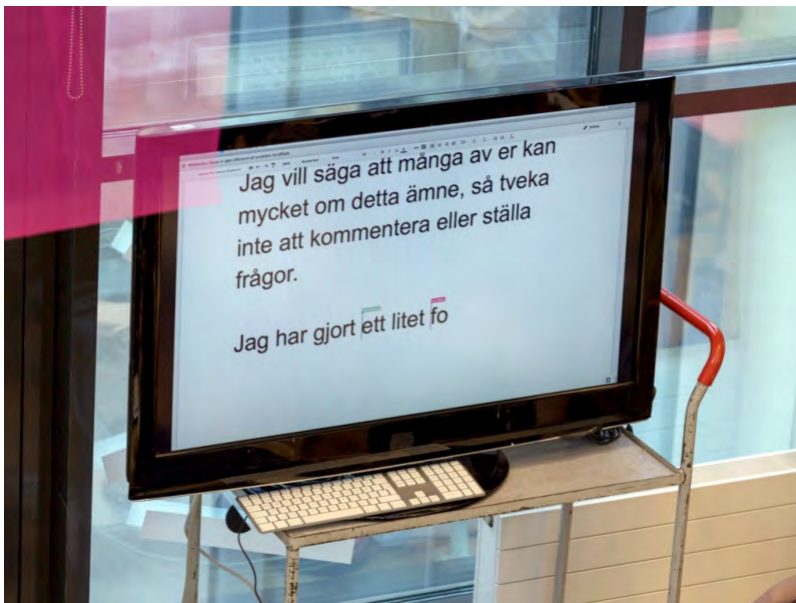 Jag vill säga att många av er kan
mycket om detta ämne, så tveka
inte att kommentera eller ställa
frågor.
Jag har gjort ett litet fo